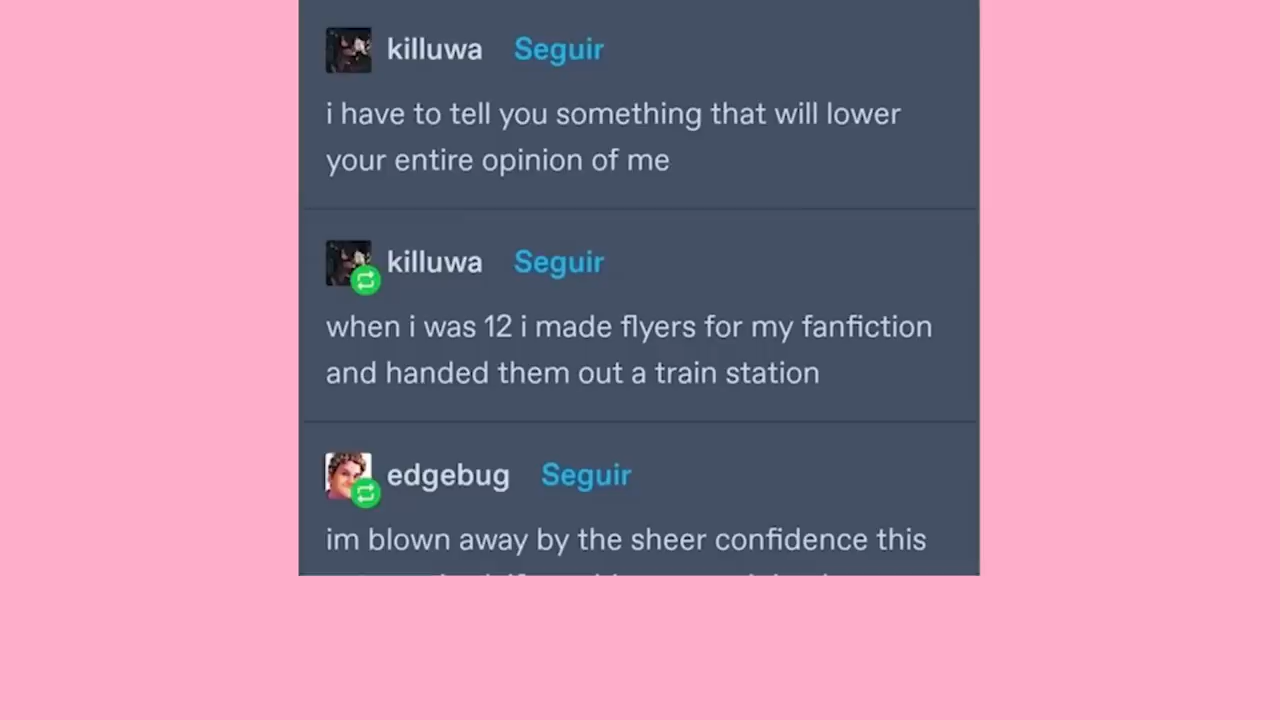 killuwa Seguir
i have to tell you something that will lower
your entire opinion of me
killuwa Seguir
when i was 12 i made flyers for my fanfiction
and handed them out a train station
edgebug Seguir
im blown away by the sheer confidence this